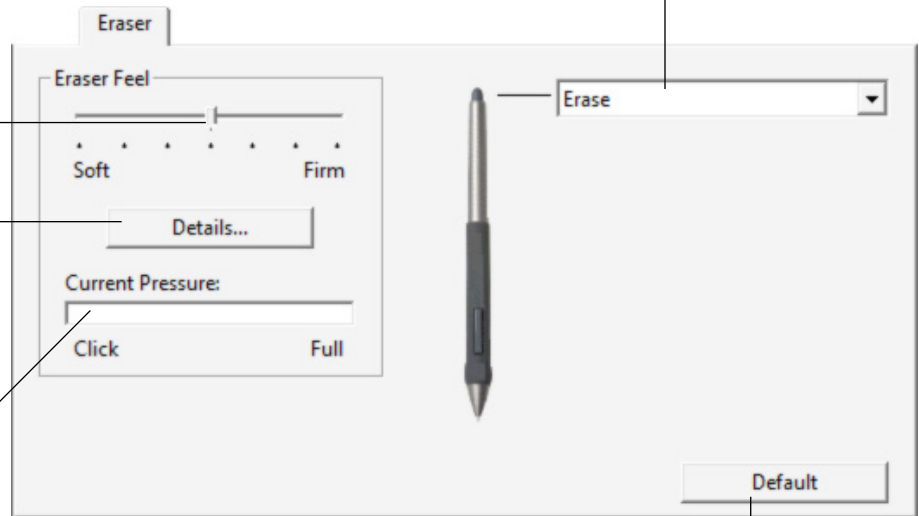 Eraser
Eraser Feel
Soft Firm
Details...
Current Pressure:
Click Full
Erase
Default